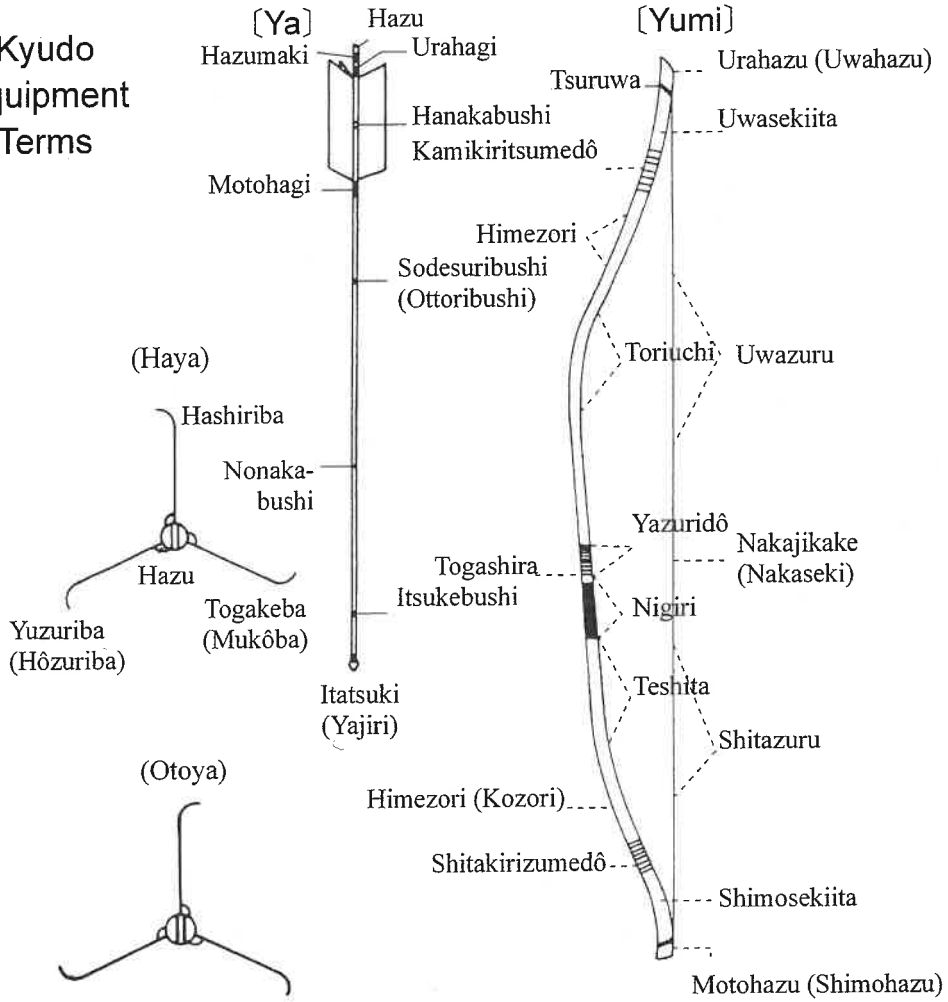 Kyudo
quipment
Terms
[Ya]
Hazu
Hazumaki
Urahagi
Hanakabushi
Motohagi
Sodesuribushi
(Ottoribushi)
Nonaka-
bushi
Itsukebushi
Itatsuki
(Yajiri)
(Haya)
Hashiriba
Hazu
Yuzuriba
(Hôzuriba)
Togakeba
(Mukôba)
(Otoya)
[Yumi]
Urahazu (Uwahazu)
Tsuruwa
Uwasekiita
Kamikiritsumedô
Himezori
Toriuchi
Uwazuru
Yazuridô
Nakajikake
(Nakaseki)
Togashira
Nigiri
Teshita
Shitazuru
Himezori (Kozori)
Shitakirizumedô
Shimosekiita
Motohazu (Shimohazu)